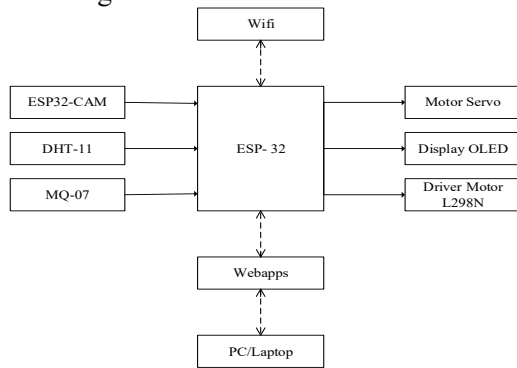 Wifi
ESP32-CAM
DHT-11
MQ-07
ESP- 32
Motor Servo
Display OLED
Driver Motor
L298N
Webapps
PC/Laptop